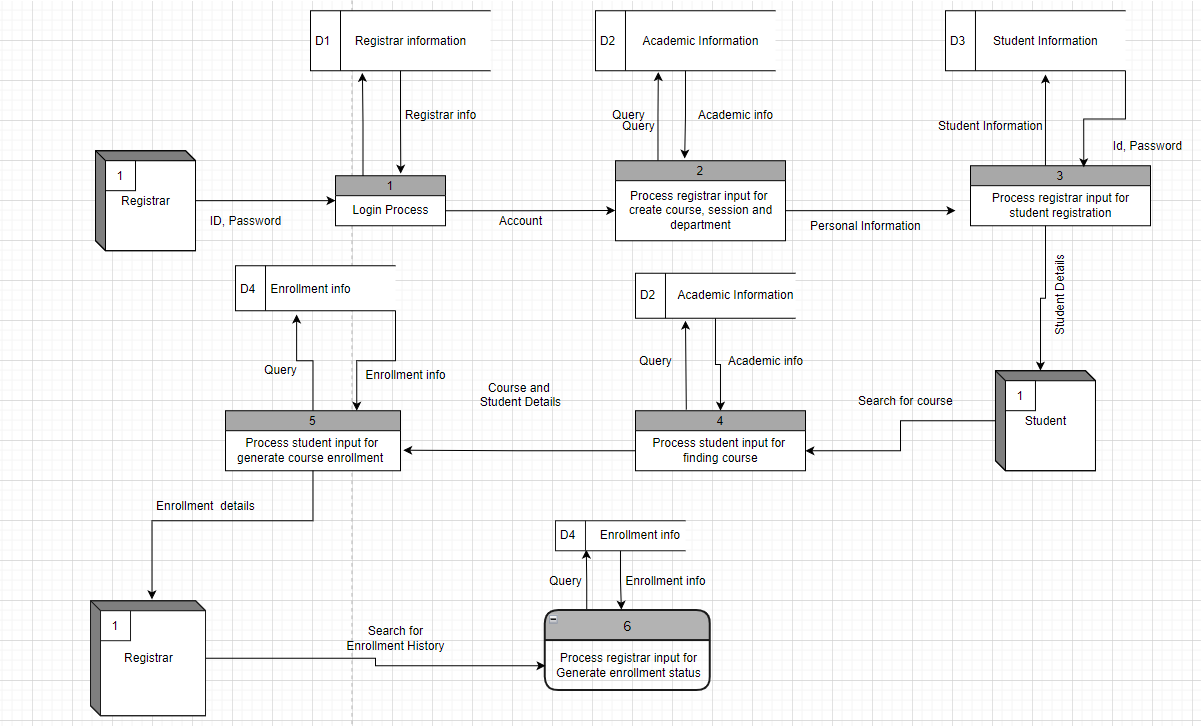 D1
Registrar information
D2
Academic Information
D3
Student Information
Registrar info
Query
Query
Academic info
Student Information
Id, Password
1
Registrar
ID, Password
1
Login Process
Account
2
Process registrar input for
create course, session and
department
Personal Information
3
Process registrar input for
student registration
Student Details
D4
Enrollment info
D2
Academic Information
Query
Enrollment info
Query
Academic info
Course and
Student Details
Search for course
1
Student
5
Process student input for
generate course enrollment
4
Process student input for
finding course
Enrollment details
D4
Enrollment info
Query
Enrollment info
1
Registrar
Search for
Enrollment History
6
Process registrar input for
Generate enrollment status